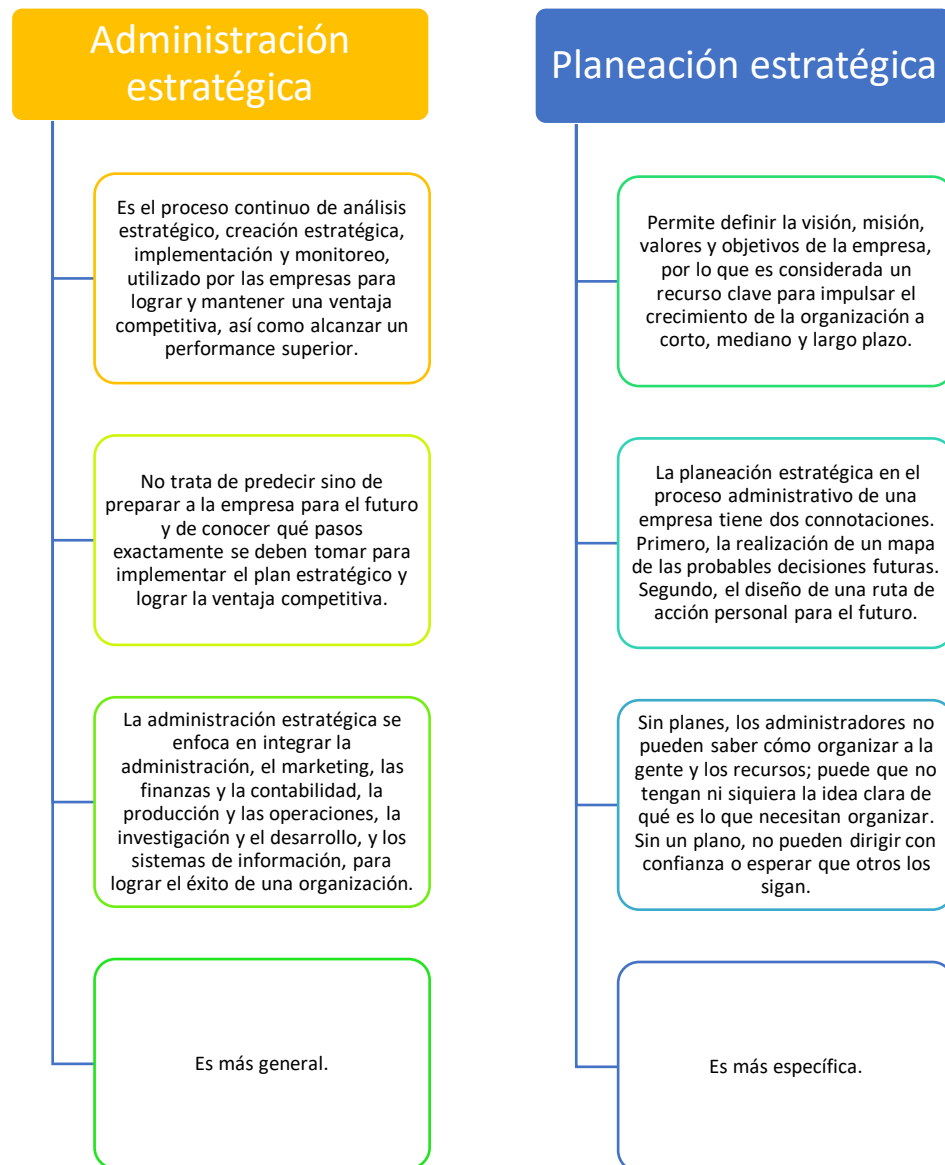 Administración
estratégica
Es el proceso continuo de análisis
estratégico, creación estratégica,
implementación y monitoreo,
utilizado por las empresas para
lograr y mantener una ventaja
competitiva, así como alcanzar un
performance superior.
No trata de predecir sino de
preparar a la empresa para el futuro
y de conocer qué pasos
exactamente se deben tomar para
implementar el plan estratégico y
lograr la ventaja competitiva.
La administración estratégica se
enfoca en integrar la
administración, el marketing, las
finanzas y la contabilidad, la
producción y las operaciones, la
investigación y el desarrollo, y los
sistemas de información, para
lograr el éxito de una organización.
Es más general.
Planeación estratégica
Permite definir la visión, misión,
valores y objetivos de la empresa,
por lo que es considerada un
recurso clave para impulsar el
crecimiento de la organización a
corto, mediano y largo plazo.
La planeación estratégica en el
proceso administrativo de una
empresa tiene dos connotaciones.
Primero, la realización de un mapa
de las probables decisiones futuras.
Segundo, el diseño de una ruta de
acción personal para el futuro.
Sin planes, los administradores no
pueden saber cómo organizar a la
gente y los recursos; puede que no
tengan ni siquiera la idea clara de
qué es lo que necesitan organizar.
Sin un plano, no pueden dirigir con
confianza o esperar que otros los
sigan.
Es más específica.